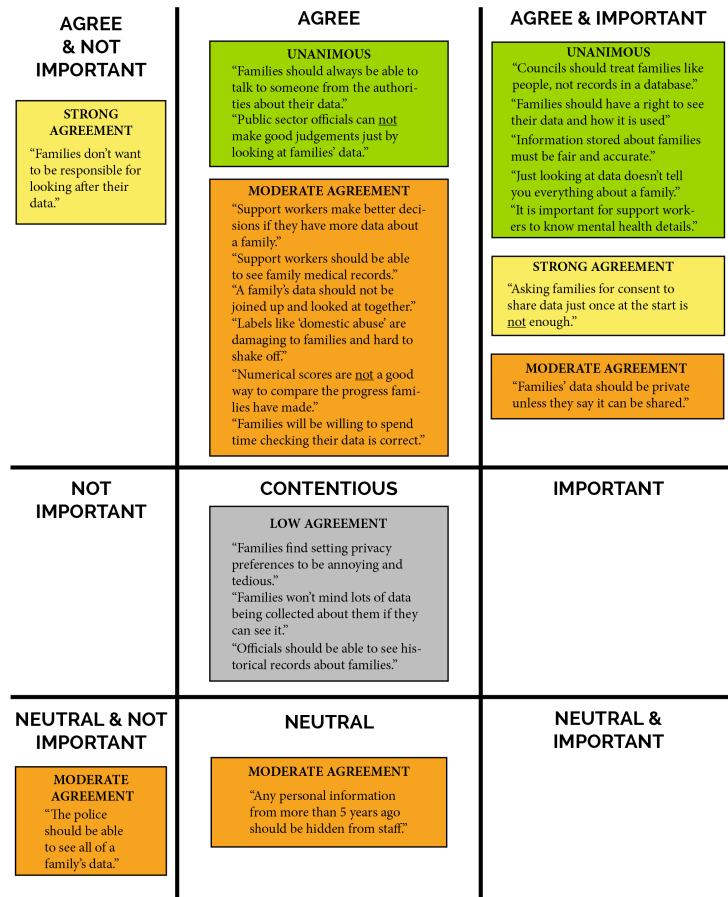 AGREE
& NOT
IMPORTANT
STRONG
AGREEMENT
“Families don’t want
to be responsible for
looking after their
data.”
AGREE
UNANIMOUS
“Families should always be able to
talk to someone from the authori-
ties about their data.”
“Public sector officials can not
make good judgements just by
looking at families’ data.”
MODERATE AGREEMENT
“Support workers make better deci-
sions if they have more data about
a family.”
“Support workers should be able
to see family medical records.”
“A family’s data should not be
joined up and looked at together.”
“Labels like ‘domestic abuse’ are
damaging to families and hard to
shake off.”
“Numerical scores are not a good
way to compare the progress fami-
lies have made.”
“Families will be willing to spend
time checking their data is correct.”
AGREE & IMPORTANT
UNANIMOUS
“Councils should treat families like
people, not records in a database.”
“Families should have a right to see
their data and how it is used”
“Information stored about families
must be fair and accurate.”
“Just looking at data doesn’t tell
you everything about a family.”
“It is important for support work-
ers to know mental health details.”
STRONG AGREEMENT
“Asking families for consent to
share data just once at the start is
not enough.”
MODERATE AGREEMENT
“Families’ data should be private
unless they say it can be shared.”
NOT
IMPORTANT
CONTENTIOUS
LOW AGREEMENT
“Families find setting privacy
preferences to be annoying and
tedious.”
“Families won’t mind lots of data
being collected about them if they
can see it.”
“Officials should be able to see his-
torical records about families.”
IMPORTANT
NEUTRAL & NOT
IMPORTANT
MODERATE
AGREEMENT
“The police
should be able
to see all of a
family’s data.”
NEUTRAL
MODERATE AGREEMENT
“Any personal information
from more than 5 years ago
should be hidden from staff.”
NEUTRAL &
IMPORTANT